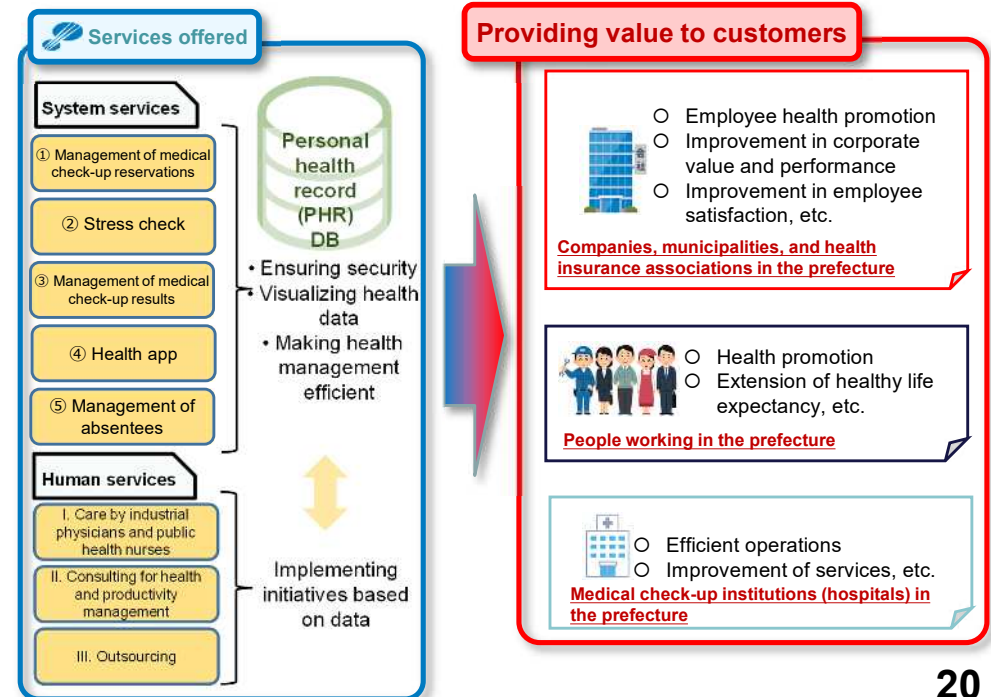 Services offered
System services
① Management of medical
check-up reservations
② Stress check
③ Management of medical
check-up results
④ Health app
⑤ Management of
absentees
Personal
health
record
(PHR)
DB
• Ensuring security
• Visualizing health
data
• Making health
management
efficient
Human services
I. Care by industrial
physicians and public
health nurses
II. Consulting for health
and productivity
management
III. Outsourcing
Implementing
initiatives based
on data
Providing value to customers
会社
○ Employee health promotion
○ Improvement in corporate
value and performance
○ Improvement in employee
satisfaction, etc.
Companies, municipalities, and health
insurance associations in the prefecture
○ Health promotion
○ Extension of healthy life
expectancy, etc.
People working in the prefecture
○ Efficient operations
○ Improvement of services, etc.
Medical check-up institutions (hospitals) in
the prefecture
20